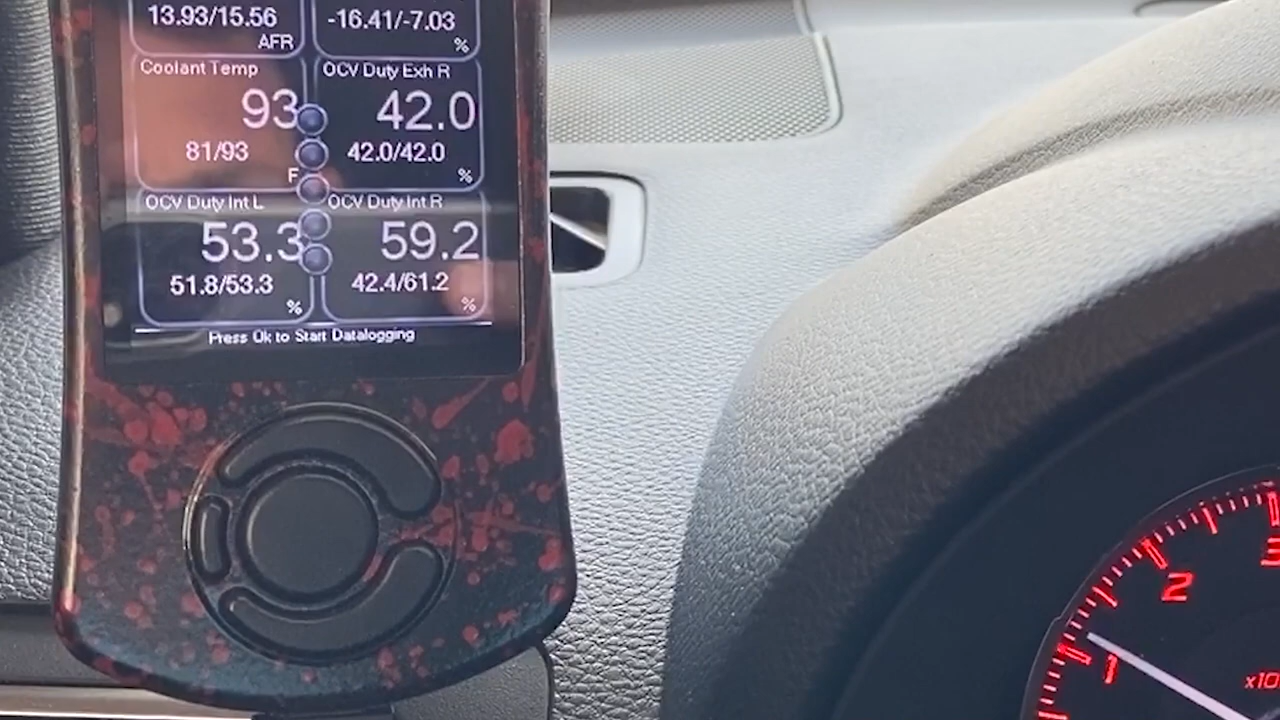 13.93/15.56 -16.41/-7.03
AFR %
Coolant Temp OCV Duty Exh R
93 42.0
81/93 42.0/42.0
F %
OCV Duty Int L OCV Duty Int R
53.3 59.2
51.8/53.3 42.4/61.2
% %
Press Ok to Start Datalogging
3
2
1
x10